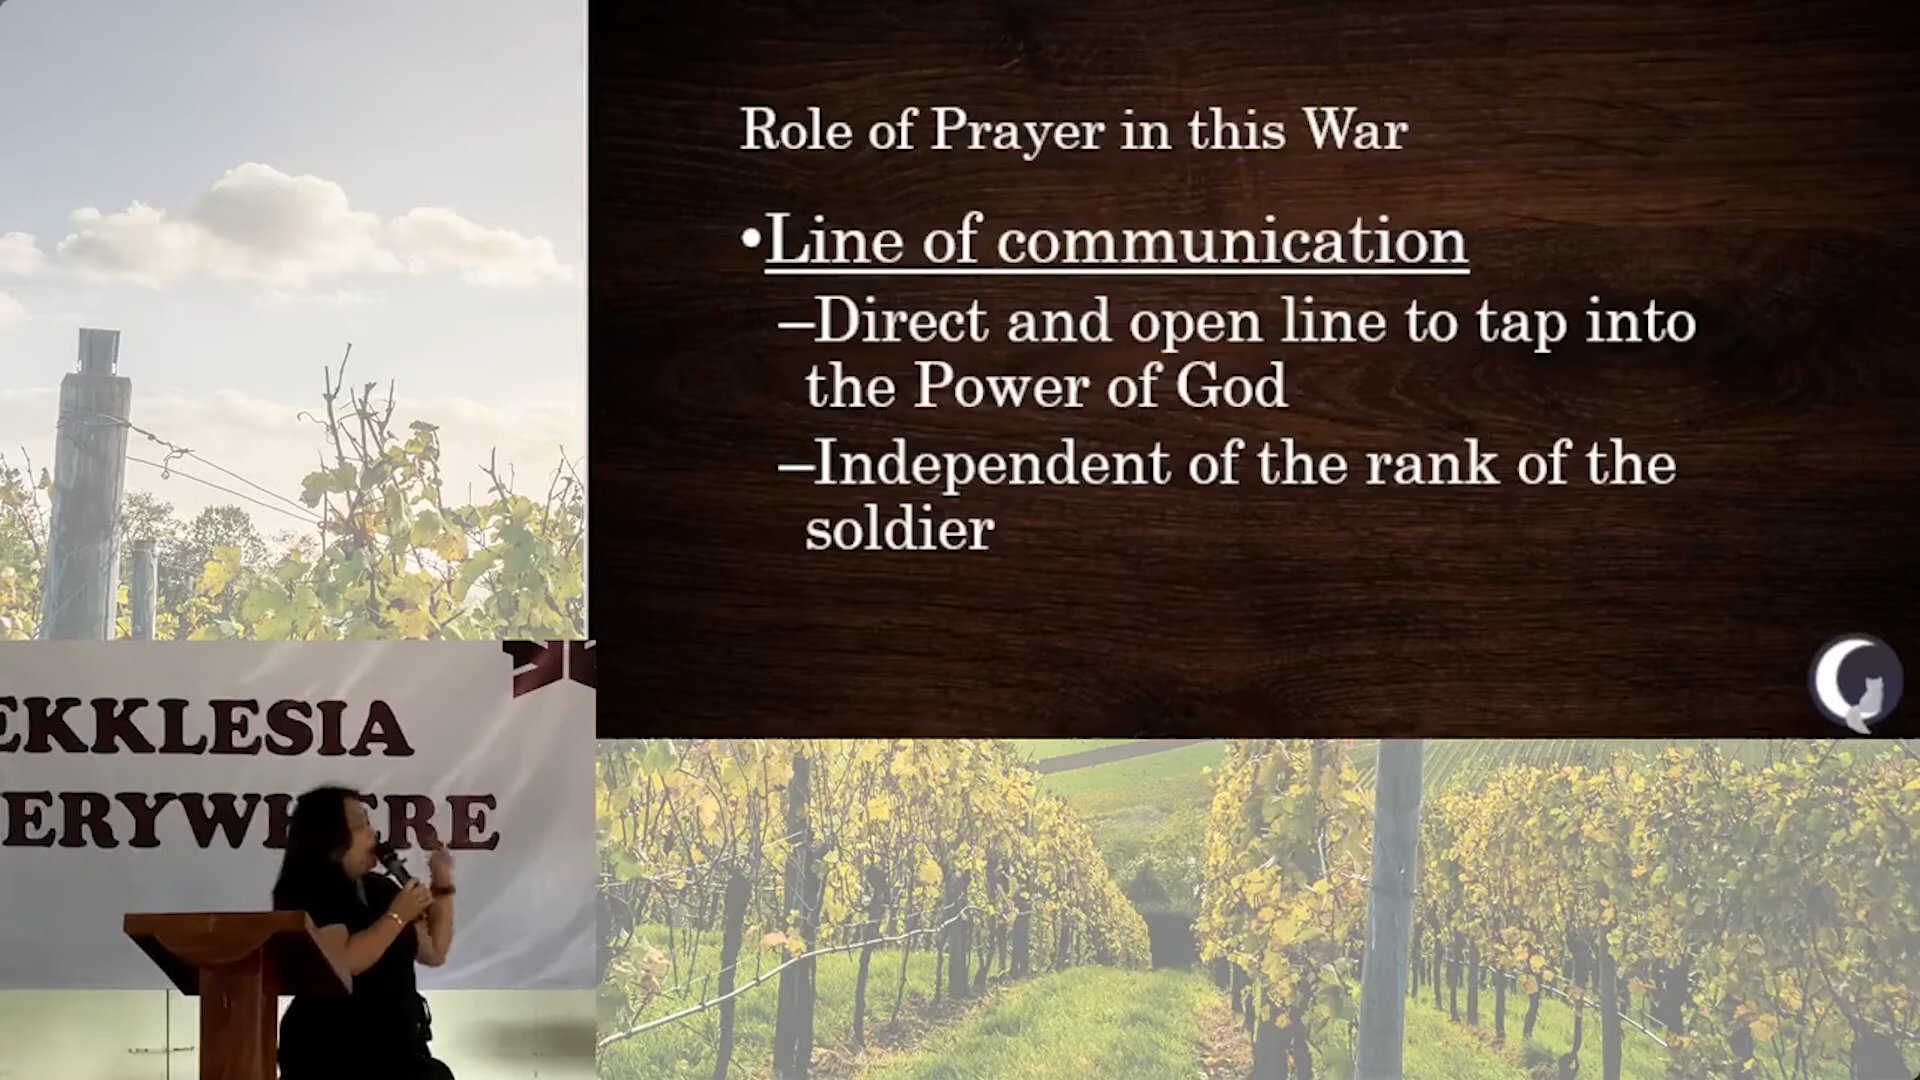 Role of Prayer in this War
•Line of communication
–Direct and open line to tap into
the Power of God
–Independent of the rank of the
soldier
EKKLESIA
ERYWHERE